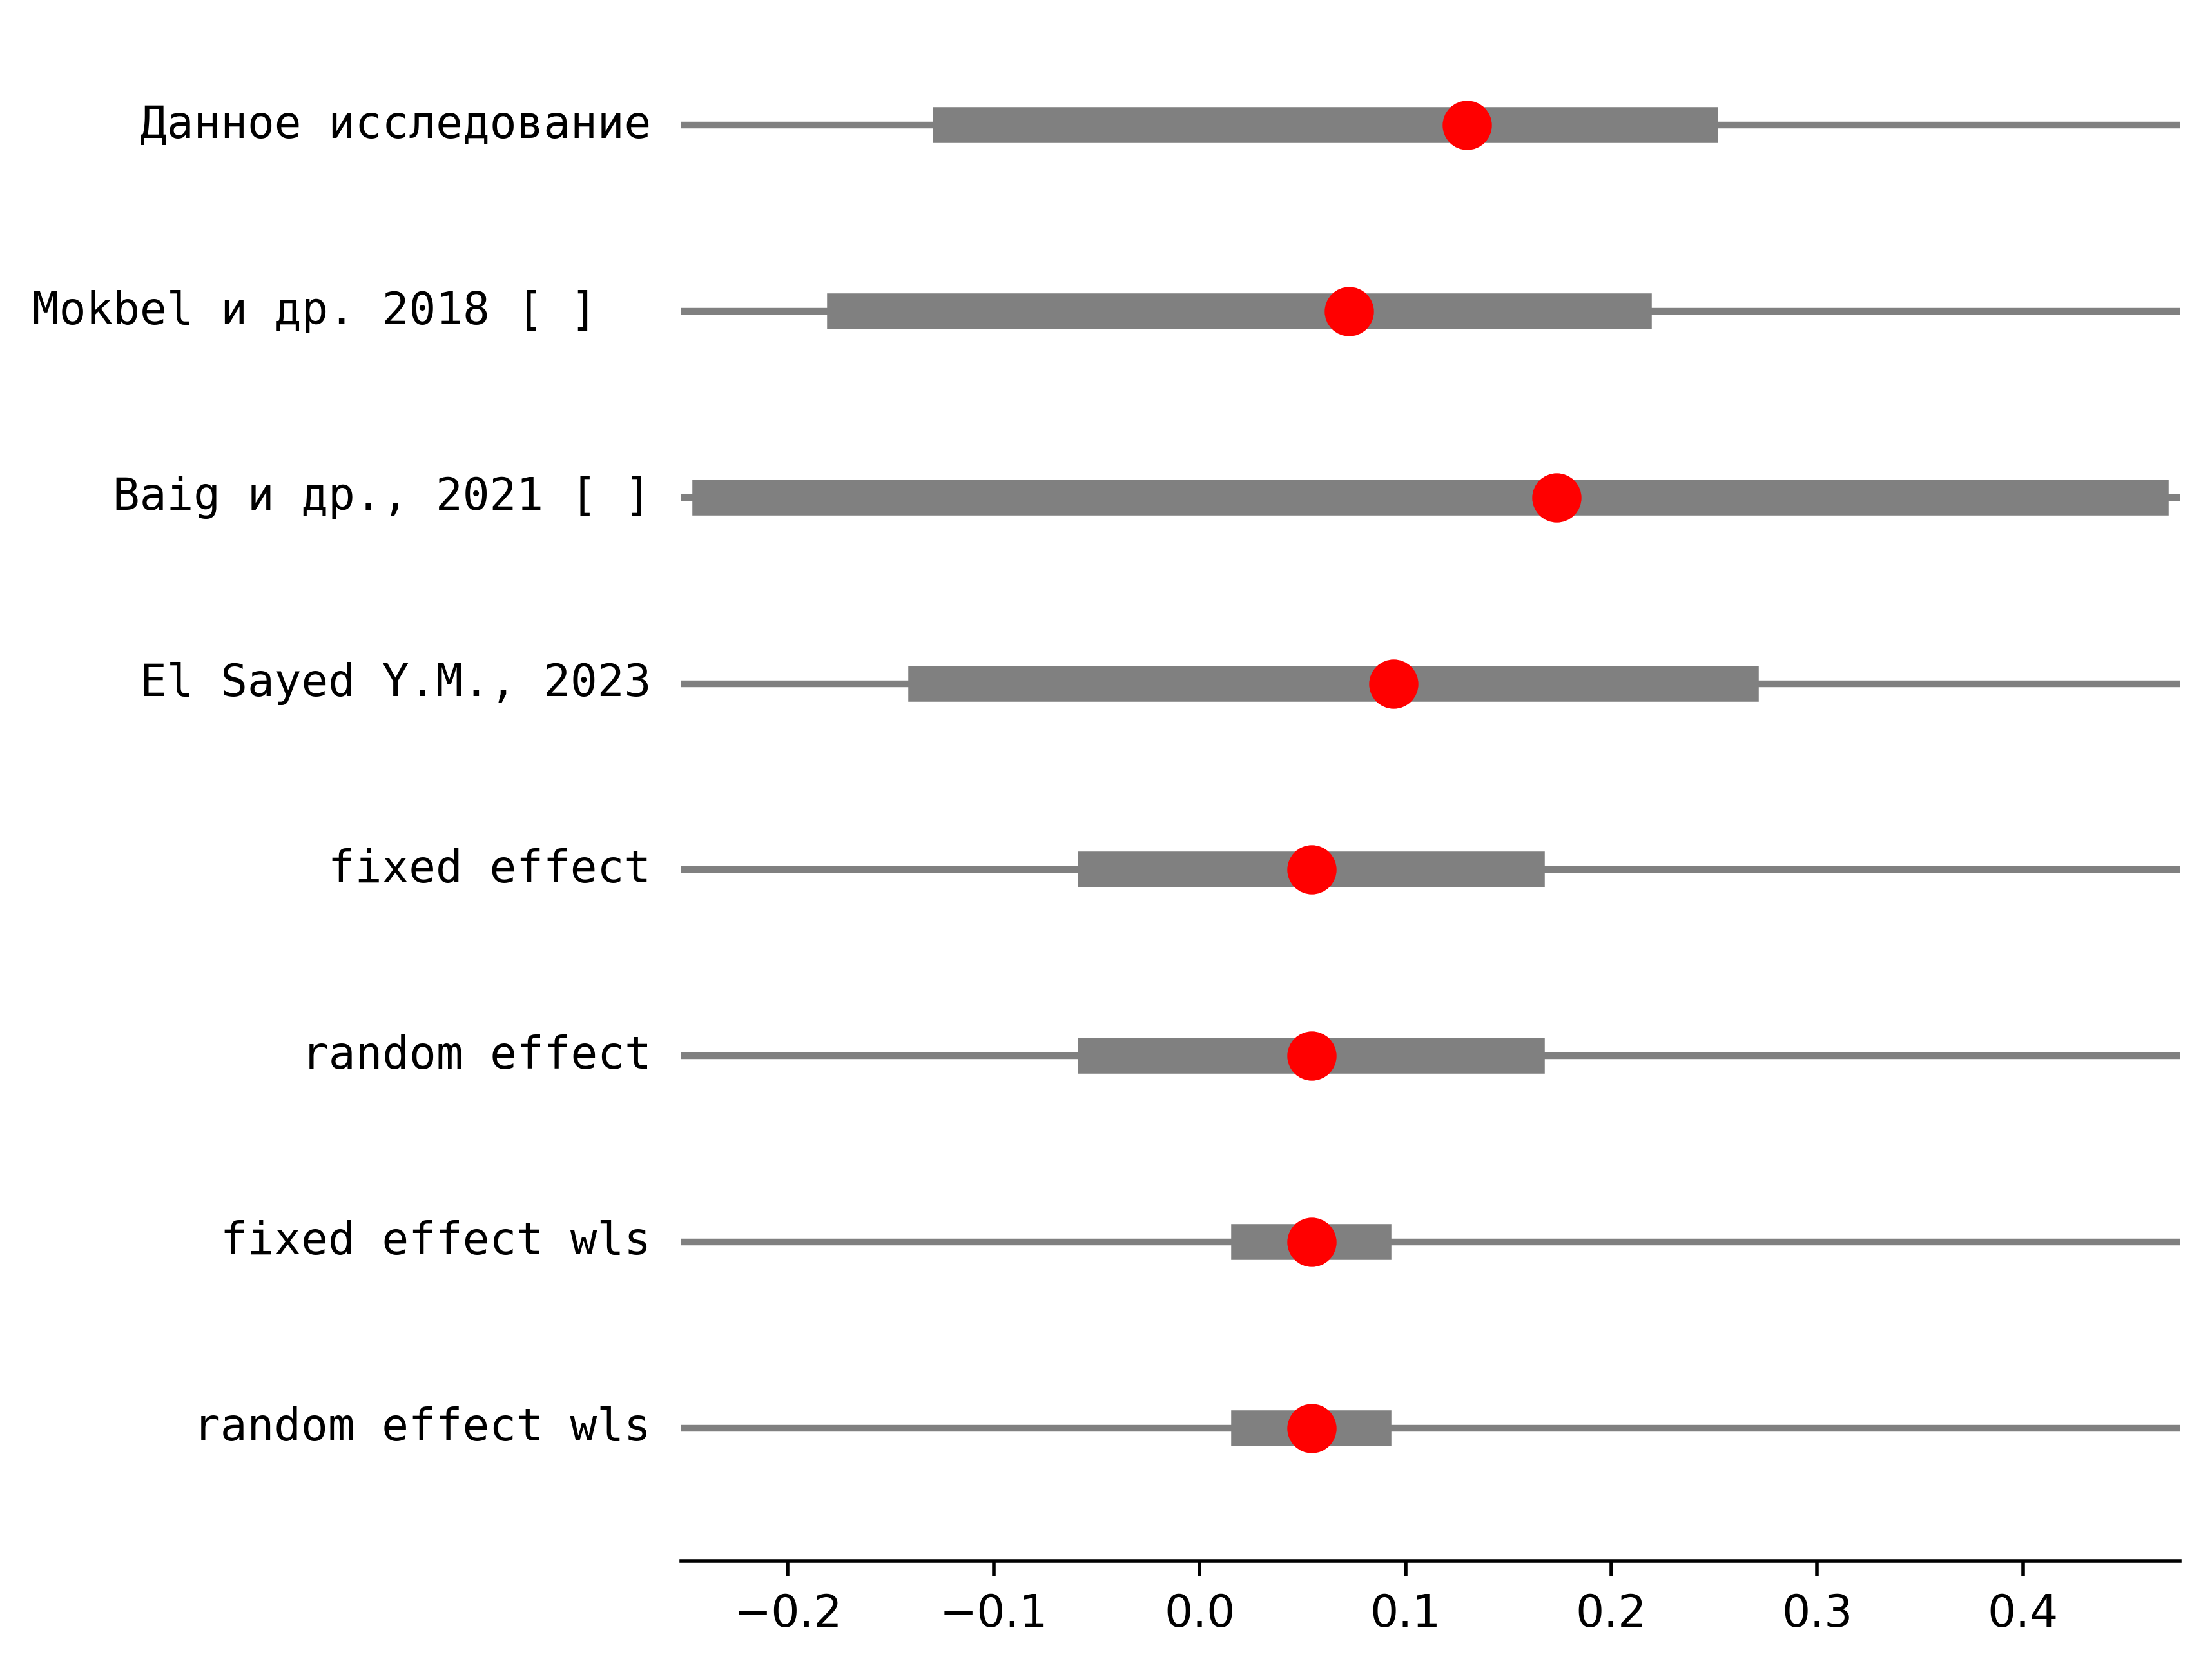 Данное исследование
Mokbel и др. 2018 [ ]
Baig и др., 2021 [ ]
El Sayed Y.M., 2023
fixed effect
random effect
fixed effect wls
random effect wls
−0.2 −0.1 0.0 0.1 0.2 0.3 0.4